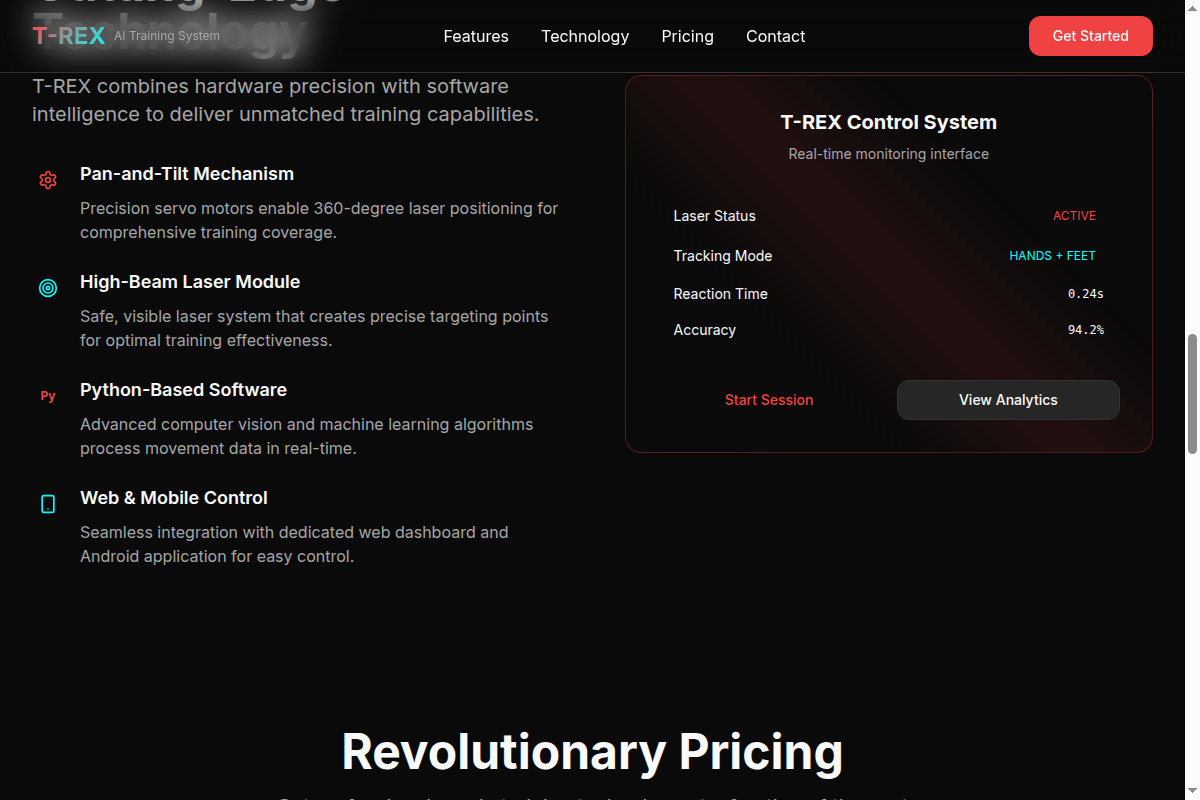 T-REX AI Training System
Features
Technology
Pricing
Contact
Get Started
Technology
T-REX combines hardware precision with software
intelligence to deliver unmatched training capabilities.
Pan-and-Tilt Mechanism
Precision servo motors enable 360-degree laser positioning for
comprehensive training coverage.
High-Beam Laser Module
Safe, visible laser system that creates precise targeting points
for optimal training effectiveness.
Py
Python-Based Software
Advanced computer vision and machine learning algorithms
process movement data in real-time.
Web & Mobile Control
Seamless integration with dedicated web dashboard and
Android application for easy control.
T-REX Control System
Real-time monitoring interface
Laser Status ACTIVE
Tracking Mode HANDS + FEET
Reaction Time 0.24s
Accuracy 94.2%
Start Session
View Analytics
Revolutionary Pricing